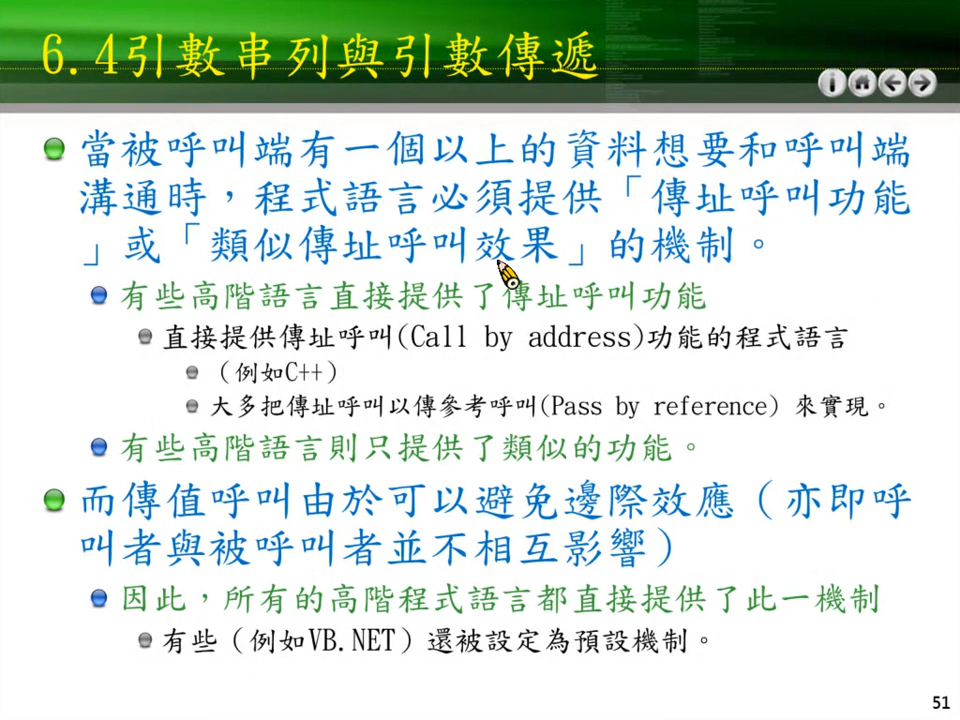 6.4引數串列與引數傳遞
當被呼叫端有一個以上的資料想要和呼叫端
溝通時，程式語言必須提供「傳址呼叫功能
」或「類似傳址呼叫效果」的機制。
有些高階語言直接提供了傳址呼叫功能
直接提供傳址呼叫(Call by address)功能的程式語言
（例如C++）
大多把傳址呼叫以傳參考呼叫(Pass by reference) 來實現。
有些高階語言則只提供了類似的功能。
而傳值呼叫由於可以避免邊際效應（亦即呼
叫者與被呼叫者並不相互影響）
因此，所有的高階程式語言都直接提供了此一機制
有些（例如VB.NET）還被設定為預設機制。
51